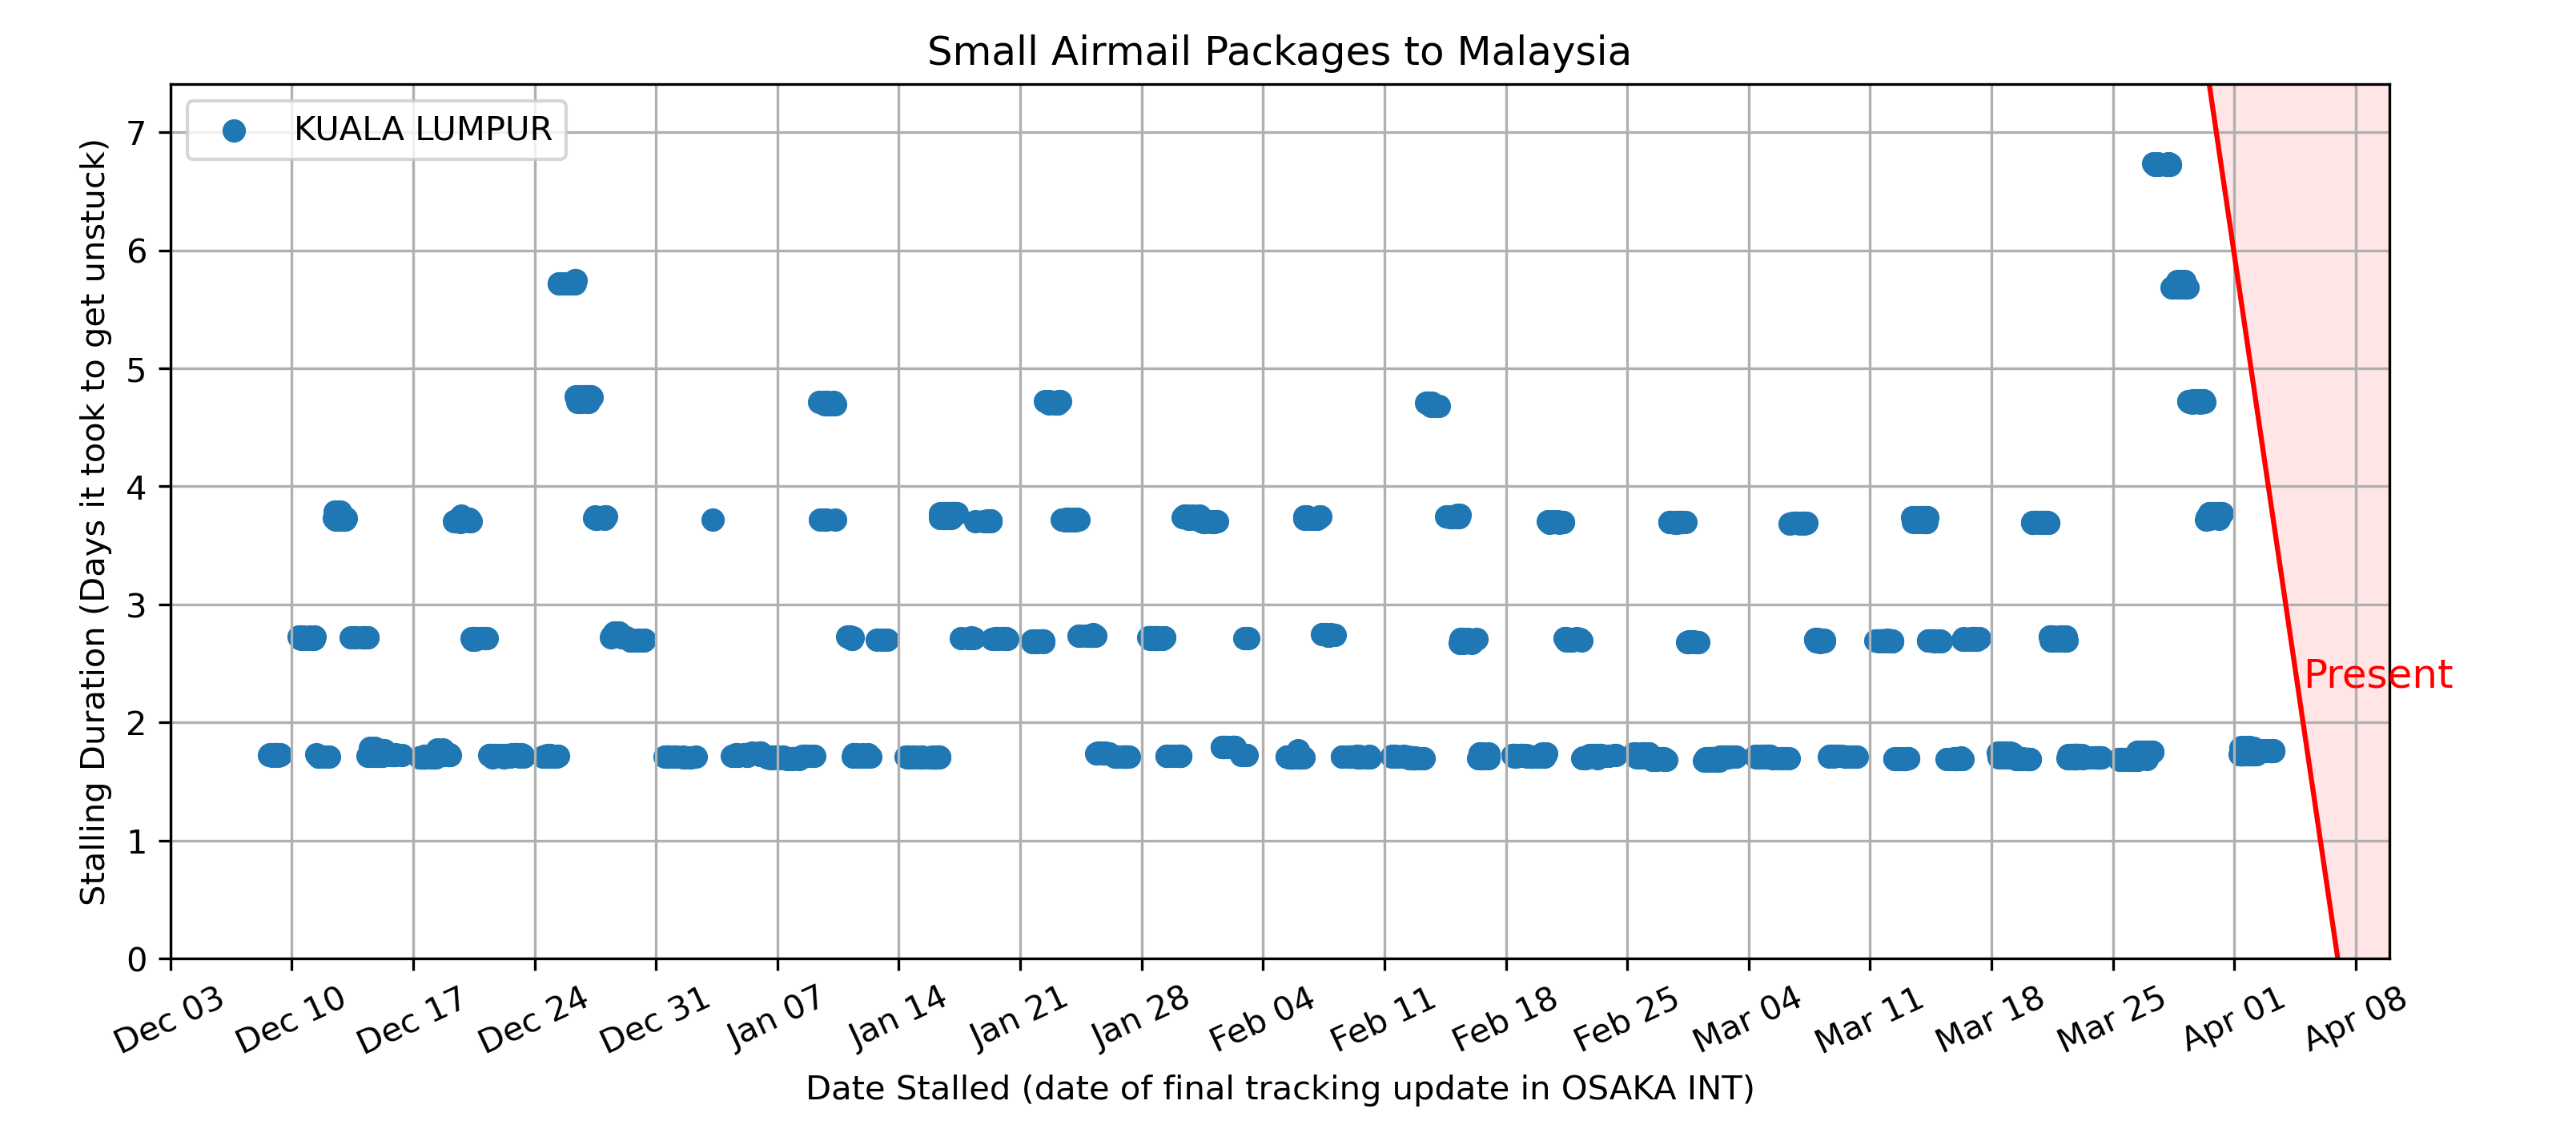 Small Airmail Packages to Malaysia
KUALA LUMPUR
Stalling Duration (Days it took to get unstuck)
7
6
5
4
3
2
1
0
Present
Dec 03
Dec 10
Dec 17
Dec 24
Dec 31
Jan 07
Jan 14
Jan 21
Jan 28
Feb 04
Feb 11
Feb 18
Feb 25
Mar 04
Mar 11
Mar 18
Mar 25
Apr 01
Apr 08
Date Stalled (date of final tracking update in OSAKA INT)